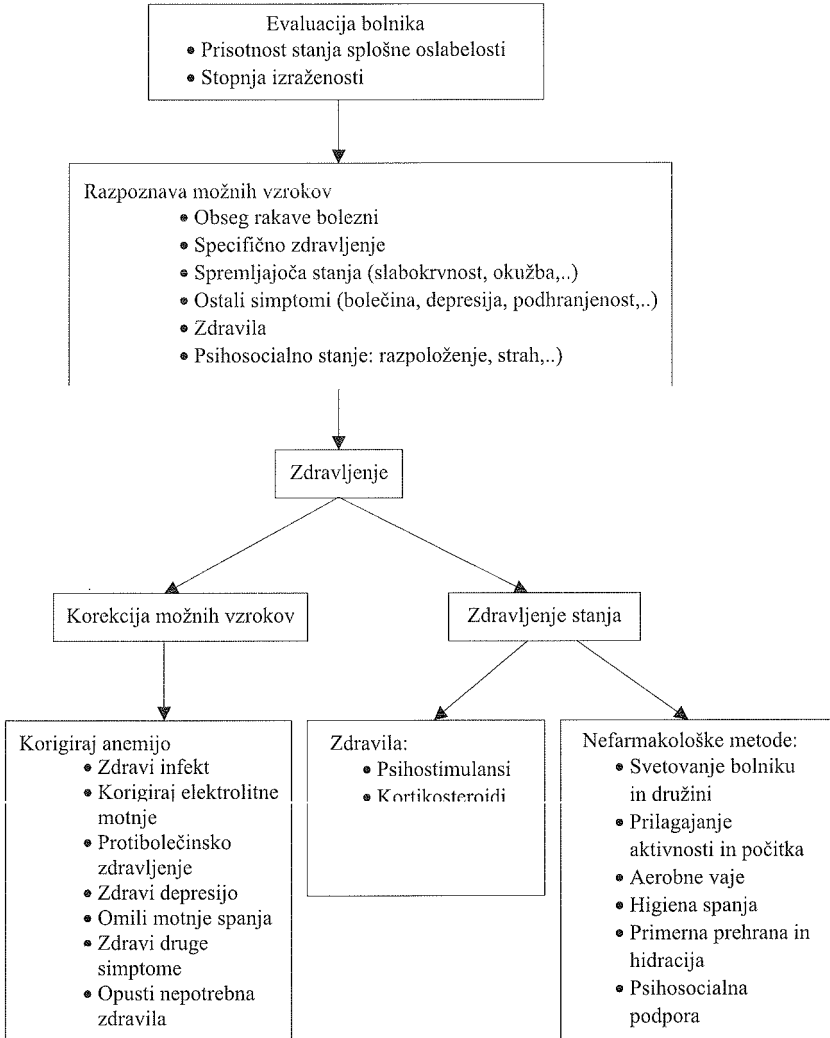 Evaluacija bolnika
• Prisotnost stanja splošne oslabelosti
• Stopnja izraženosti
Razpoznava možnih vzrokov
• Obseg rakave bolezni
• Specifično zdravljenje
• Spremljajoča stanja (slabokrvnost, okužba,..)
• Ostali simptomi (bolečina, depresija, podhranjenost,..)
• Zdravila
• Psihosocialno stanje: razpoloženje, strah,..)
Zdravljenje
Korekcija možnih vzrokov
Zdravljenje stanja
Korigiraj anemijo
• Zdravi infekt
• Korigiraj elektrolitne
motnje
• Protibolečinsko
zdravljenje
• Zdravi depresijo
• Omili motnje spanja
• Zdravi druge
simptome
• Opusti nepotrebna
zdravila
Zdravila:
• Psihostimulansi
• Kortikosteroidi
Nefarmakološke metode:
• Svetovanje bolniku
in družini
• Prilagajanje
aktivnosti in počitka
• Aerobne vaje
• Higiena spanja
• Primerna prehrana in
hidracija
• Psihosocialna
podpora